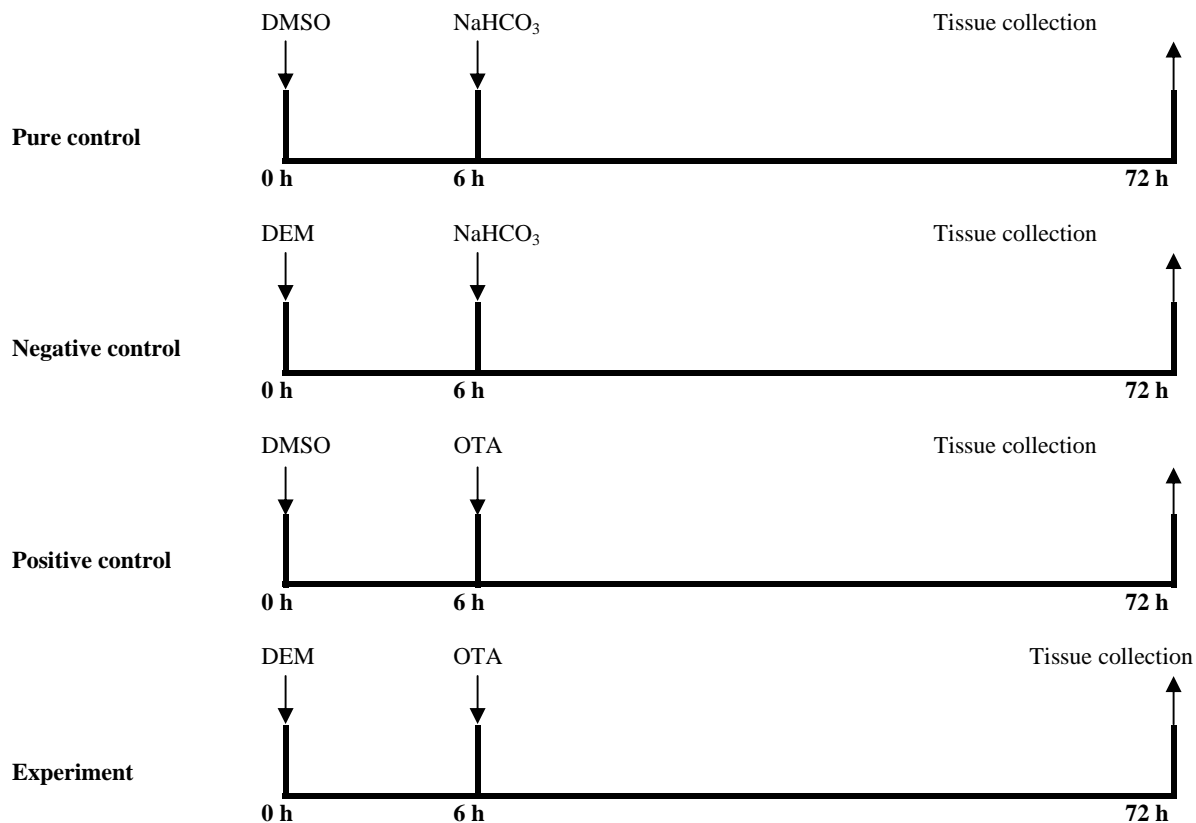 DMSO NaHCO₃ Tissue collection
Pure control
0 h 6 h 72 h
DEM NaHCO₃ Tissue collection
Negative control
0 h 6 h 72 h
DMSO OTA Tissue collection
Positive control
0 h 6 h 72 h
DEM OTA Tissue collection
Experiment
0 h 6 h 72 h